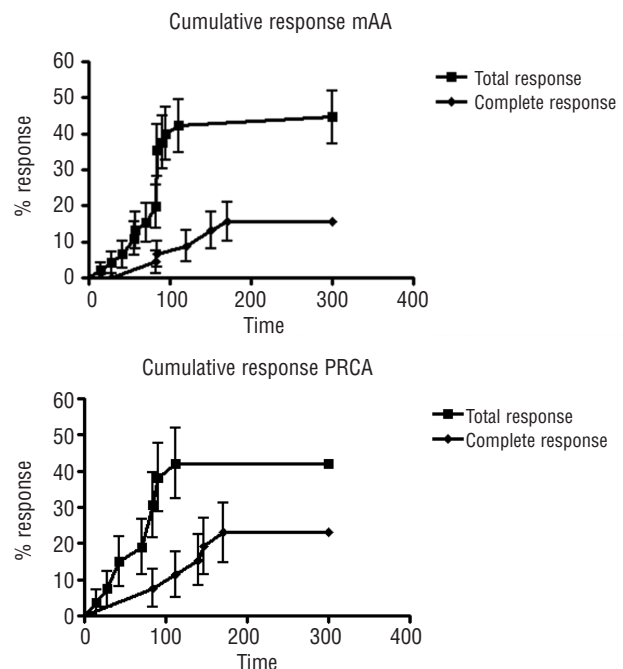 Cumulative response mAA
60
50
40
30
20
10
0
% response
0 100 200 300 400
Time
Total response
Complete response
Cumulative response PRCA
60
50
40
30
20
10
0
% response
0 100 200 300 400
Time
Total response
Complete response